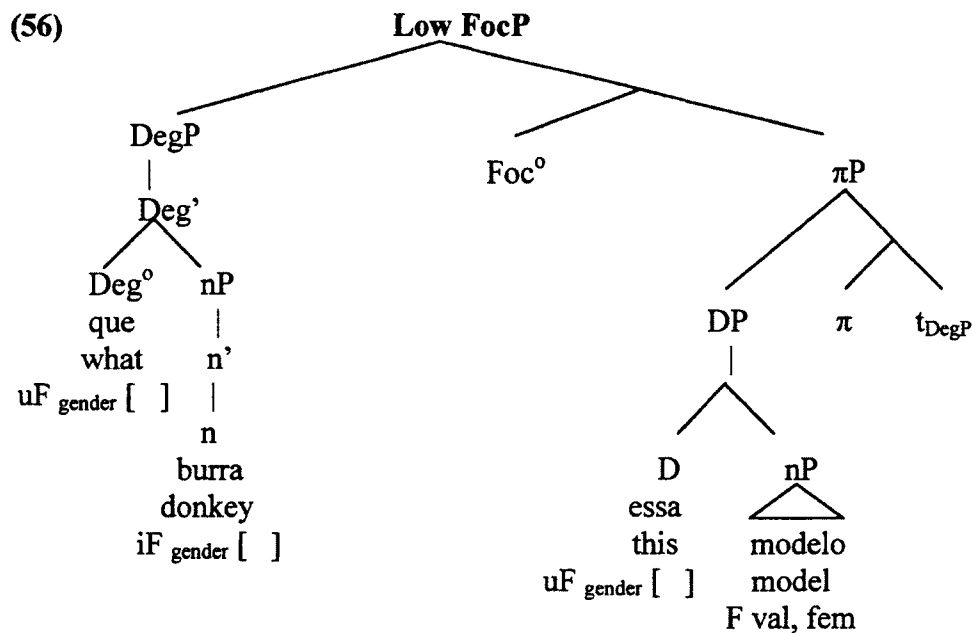 (56) Low FocP
DegP
Foc° πP
Deg'
Deg° nP
DP π t DegP
que |
what n'
uF gender [ ] |
n
burra D nP
donkey essa
iF gender [ ] this modelo
uF gender [ ] model
F val, fem